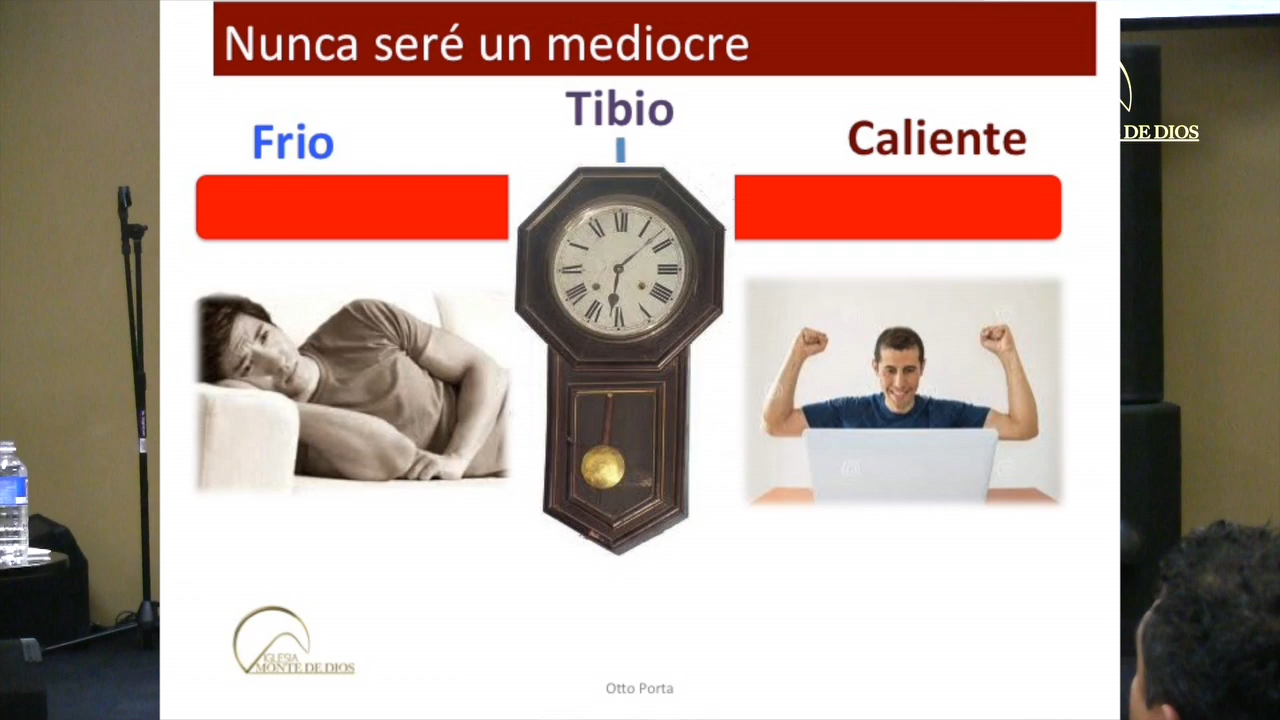 Nunca seré un mediocre
Tibio
Frio
Caliente
DE DIOS
IGLESIA
MONTE DE DIOS
Otto Porta